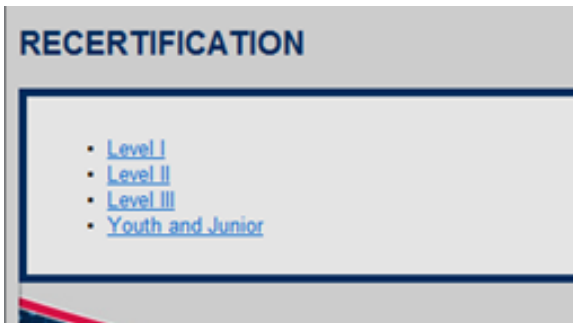 RECERTIFICATION
• Level I
• Level II
• Level III
• Youth and Junior